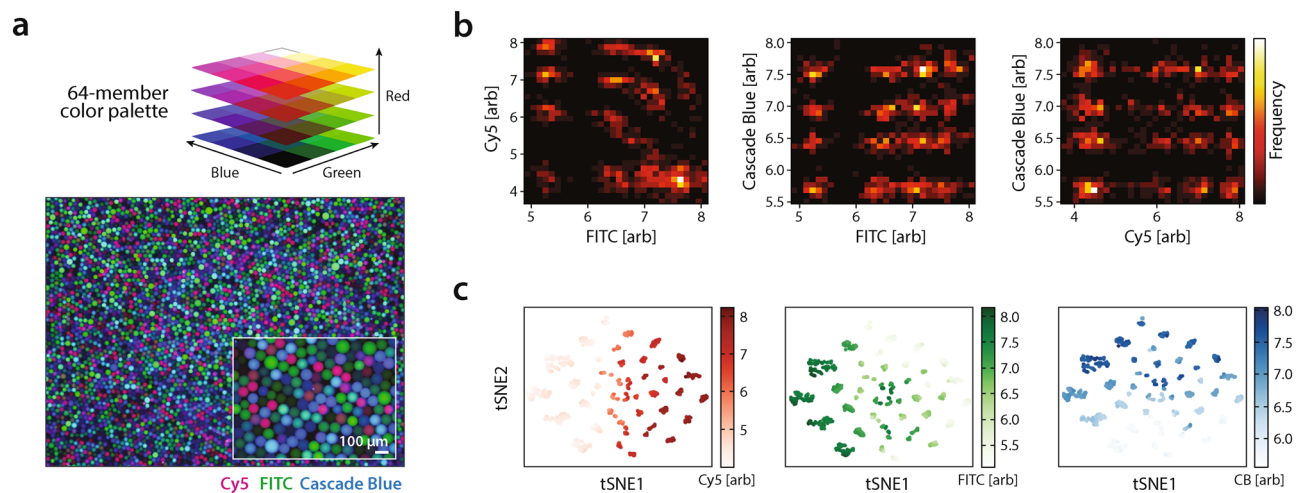 a
64-member
color palette
Red
Blue
Green
100 µm
Cy5 FITC Cascade Blue
b
8
7
6
5
4
Cy5 [arb]
5 6 7 8
FITC [arb]
8.0
7.5
7.0
6.5
6.0
5.5
Cascade Blue [arb]
5 6 7 8
FITC [arb]
8.0
7.5
7.0
6.5
6.0
5.5
Cascade Blue [arb]
4 6 7 8
Cy5 [arb]
Frequency
c
tSNE2
tSNE1
8
7
6
5
Cy5 [arb]
tSNE1
8.0
7.5
7.0
6.5
6.0
5.5
FITC [arb]
tSNE1
8.0
7.5
7.0
6.5
6.0
CB [arb]